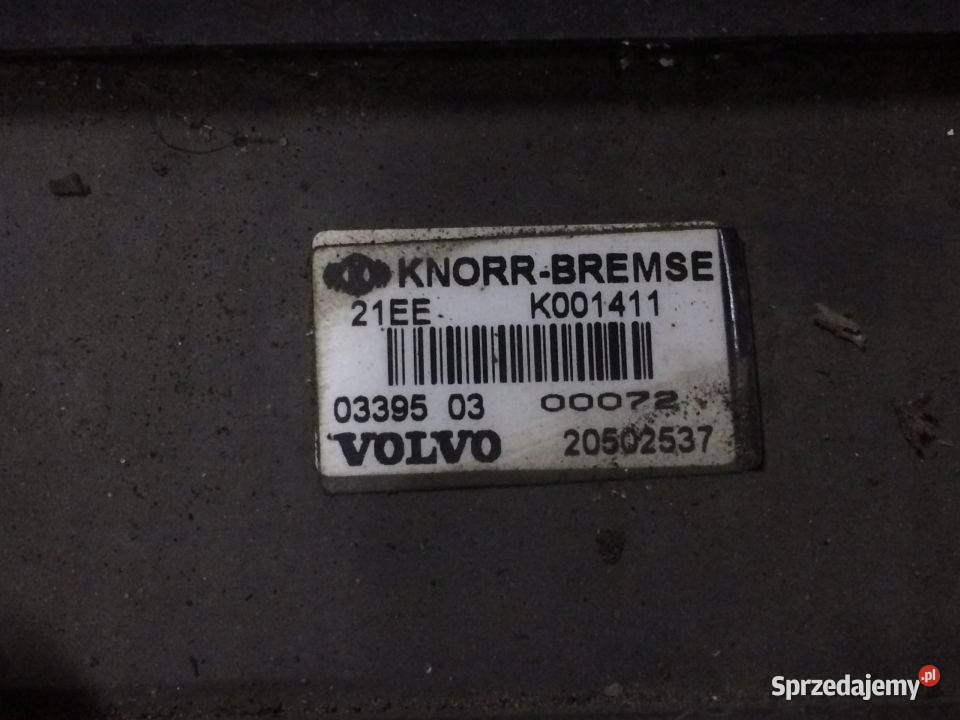 KNORR-BREMSE
21EE K001411
03395 03 00072
VOLVO 20502537
Sprzedajemy.pl